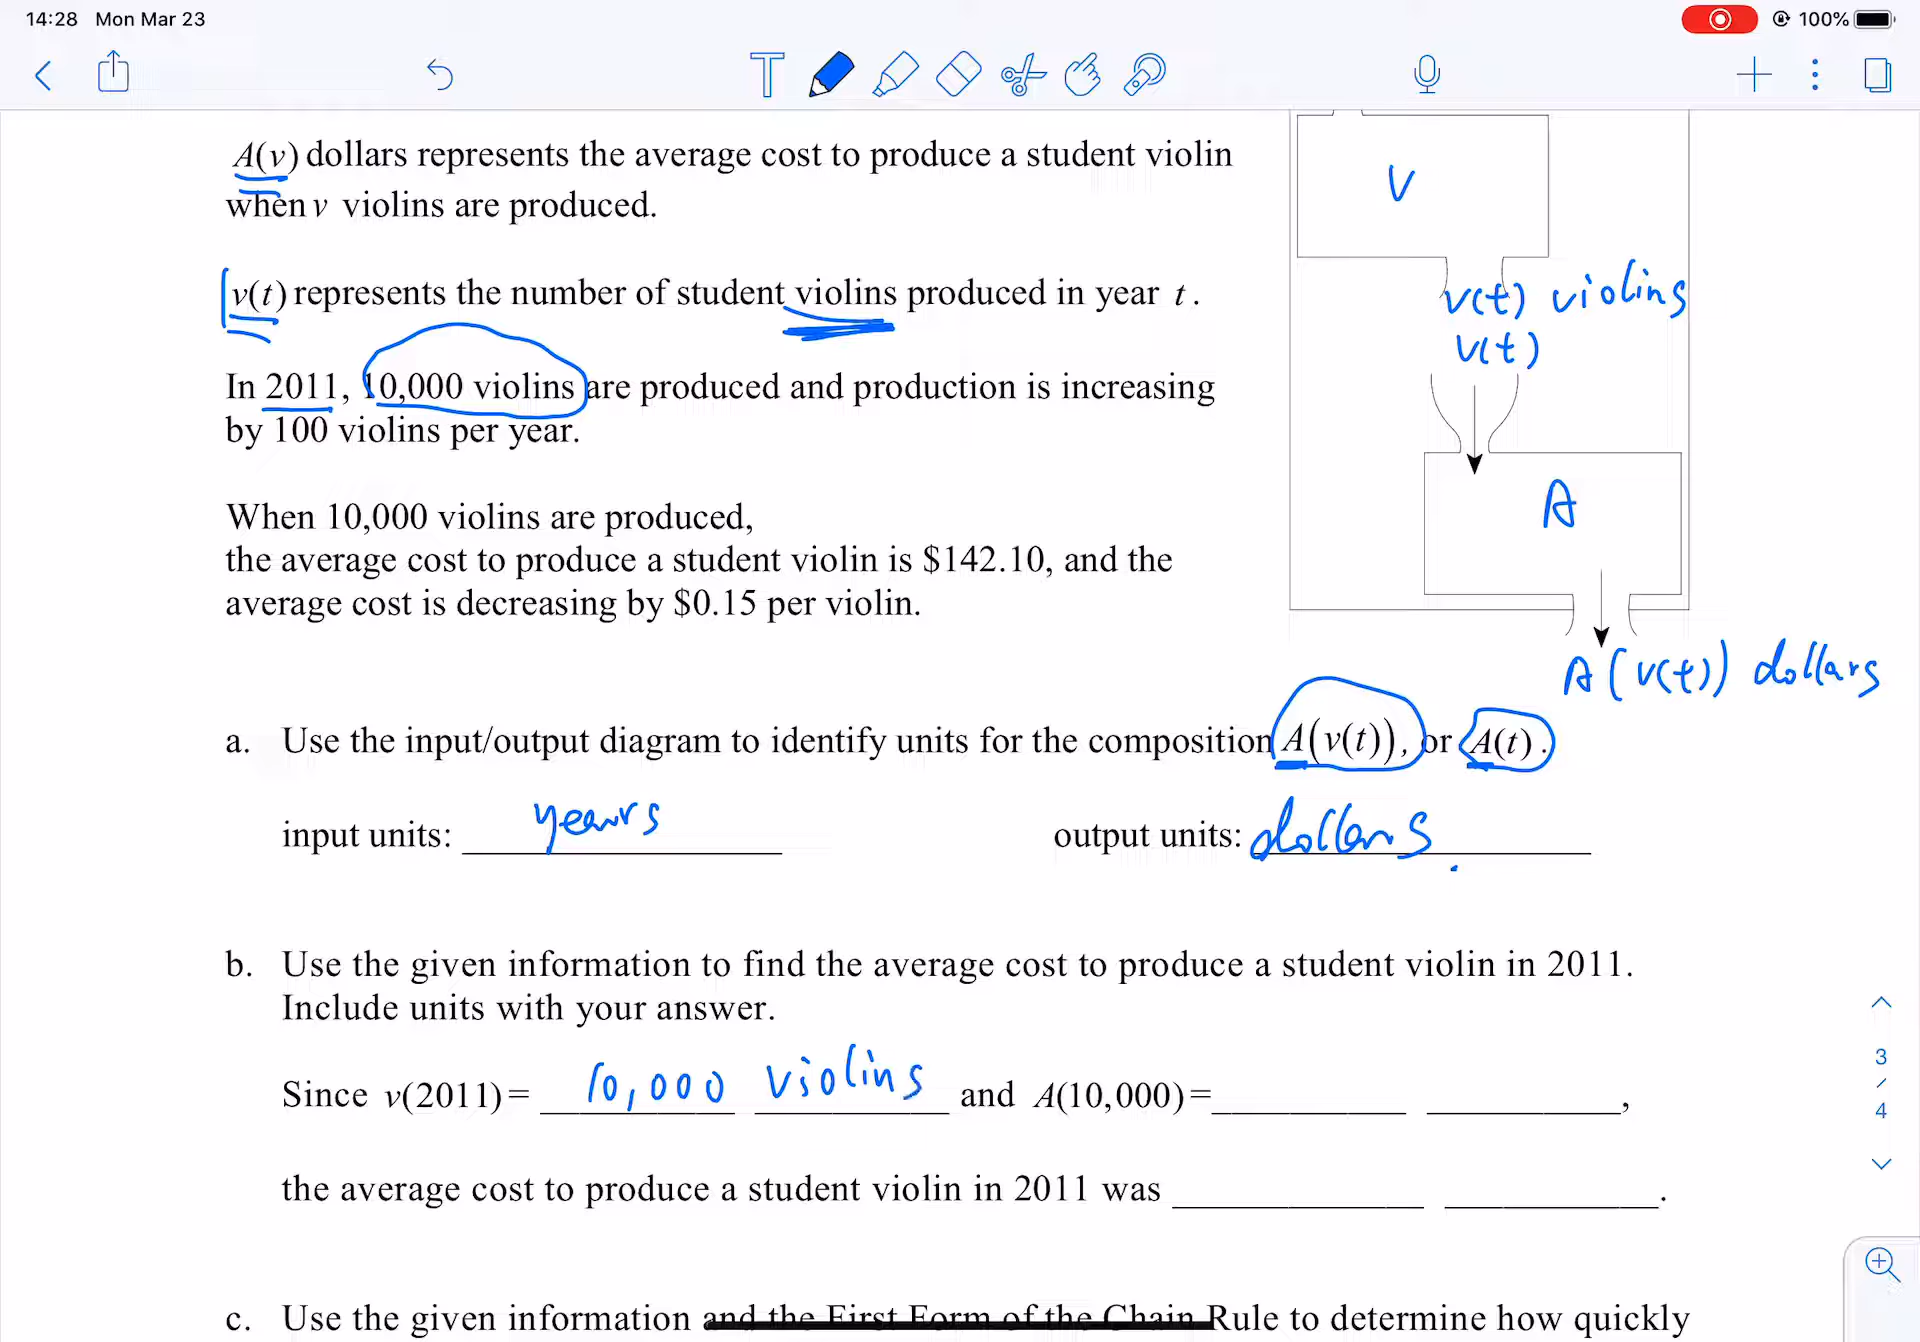 14:28 Mon Mar 23
100%
A(v) dollars represents the average cost to produce a student violin
when v violins are produced.
v
v(t) represents the number of student violins produced in year t.
v(t) violins
v(t)
In 2011, 10,000 violins are produced and production is increasing
by 100 violins per year.
When 10,000 violins are produced,
the average cost to produce a student violin is $142.10, and the
average cost is decreasing by $0.15 per violin.
A
A(v(t)) dollars
a. Use the input/output diagram to identify units for the composition A(v(t)), or A(t).
input units: years output units: dollars
b. Use the given information to find the average cost to produce a student violin in 2011.
Include units with your answer.
Since v(2011)= 10,000 violins and A(10,000)= ,
the average cost to produce a student violin in 2011 was .
3
/
4
c. Use the given information and the First Form of the Chain Rule to determine how quickly